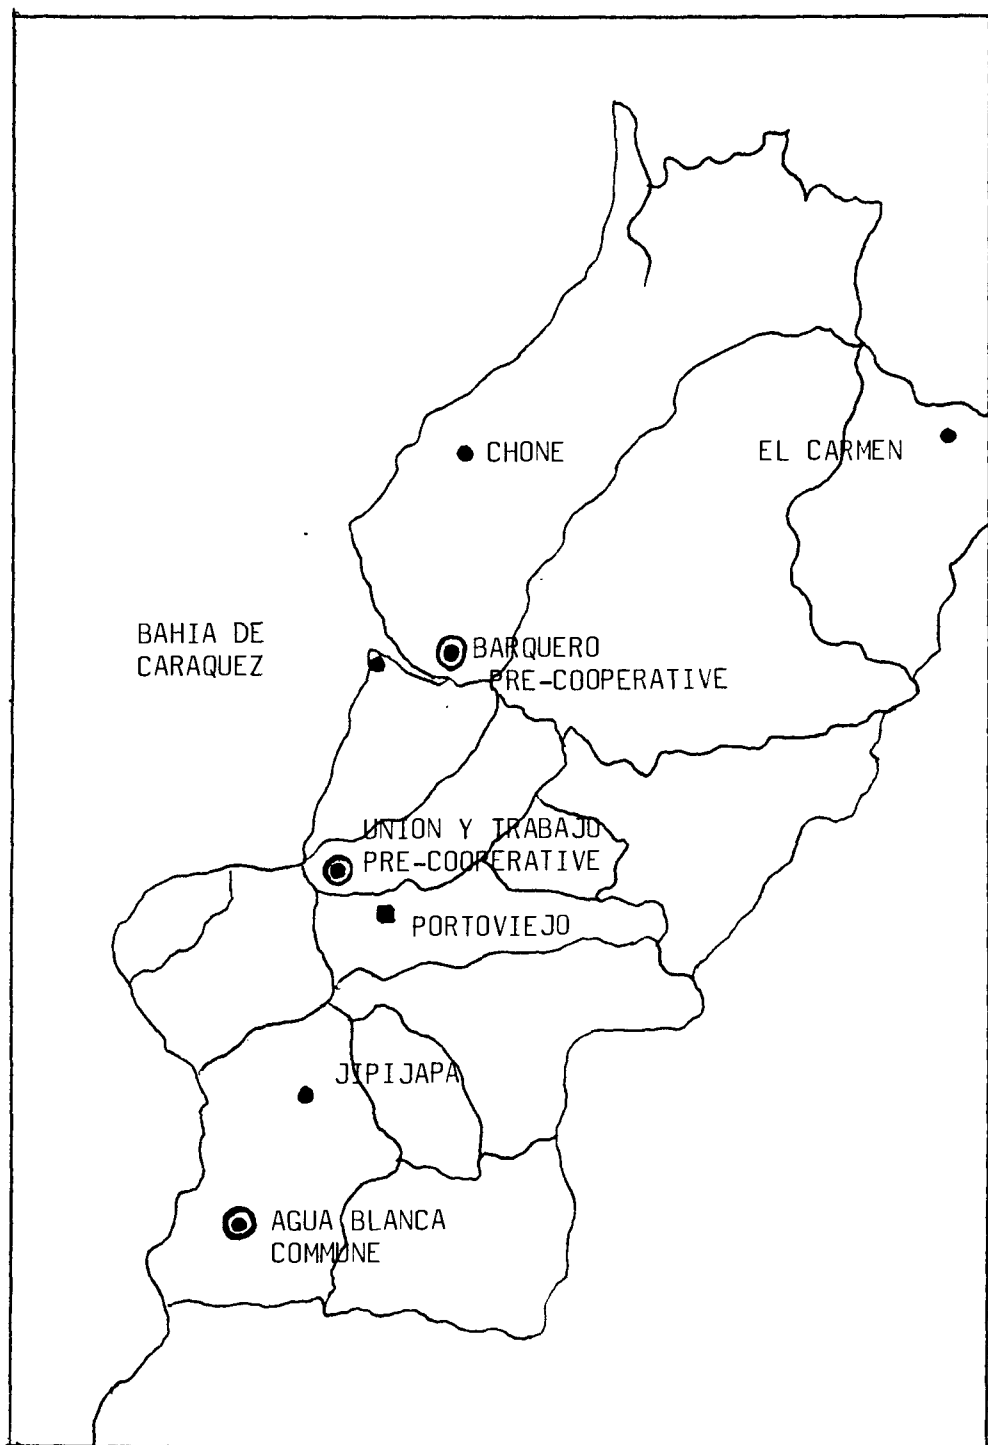 CHONE
EL CARMEN
BAHIA DE
CARAQUEZ
BARQUERO
PRE-COOPERATIVE
UNION Y TRABAJO
PRE-COOPERATIVE
PORTOVIEJO
JIPIJAPA
AGUA BLANCA
COMMUNE